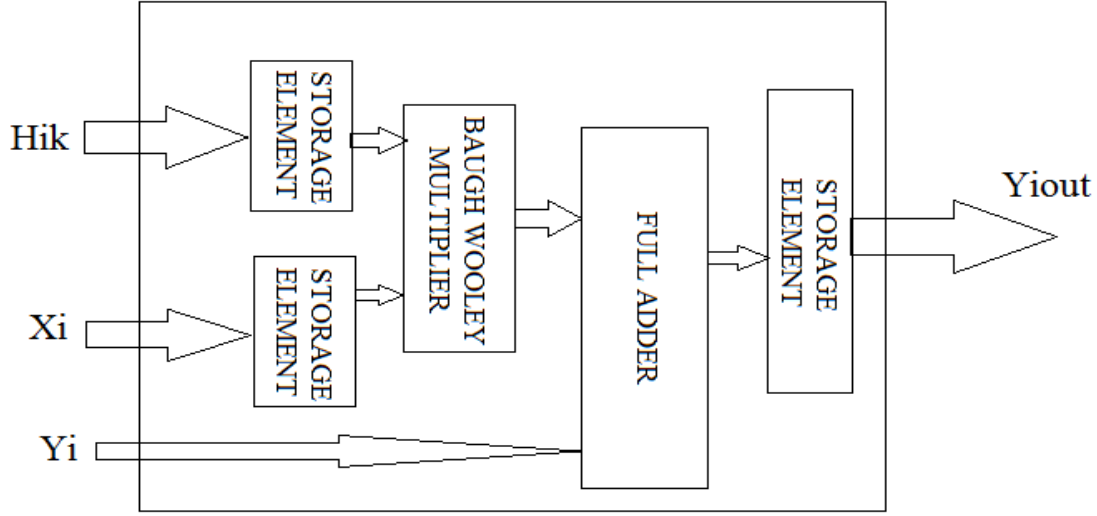 Hik
STORAGE
ELEMENT
BAUGH WOOLEY
MULTIPLIER
STORAGE
ELEMENT
Xi
Yi
FULL ADDER
STORAGE
ELEMENT
Yiout